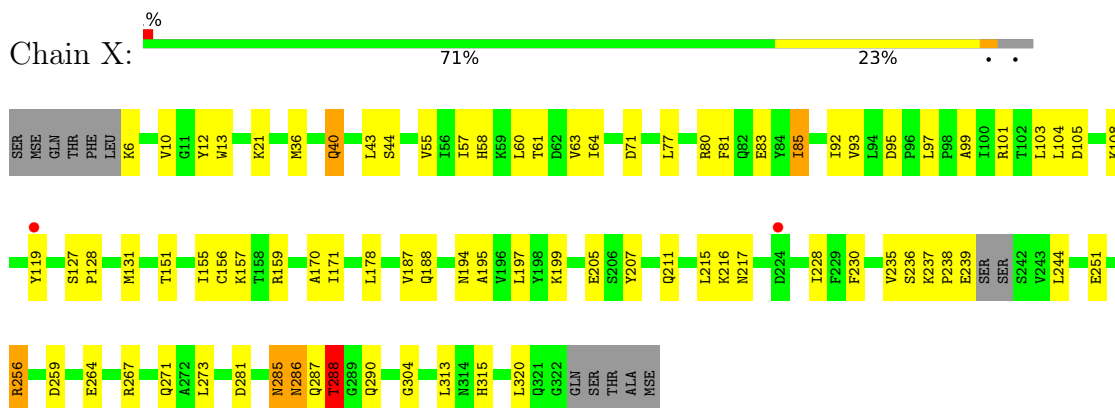 %
Chain X:
71% 23% • •
SER MSE GLN THR PHE LEU K6 V10 G11 Y12 W13 K21 M36 Q40 L43 S44 V55 I56 I57 H58 K59 L60 T61 D62 V63 I64 D71 L77 R80 F81 Q82 E83 Y84 I85 I92 V93 L94 D95 P96 L97 P98 A99 I100 R101 T102 L103 L104 D105 K108
Y119 S127 P128 M131 T151 I155 C156 K157 T158 R159 A170 I171 L178 V187 Q188 N194 A195 V196 L197 Y198 K199 E205 S206 Y207 Q211 L215 K216 N217 D224 I228 F229 F230 V235 S236 K237 P238 E239 SER SER S242 V243 L244 E251
R256 D259 E264 R267 Q271 A272 L273 D281 N285 N286 Q287 T288 G289 Q290 G304 L313 N314 H315 L320 Q321 G322 GLN SER THR ALA MSE